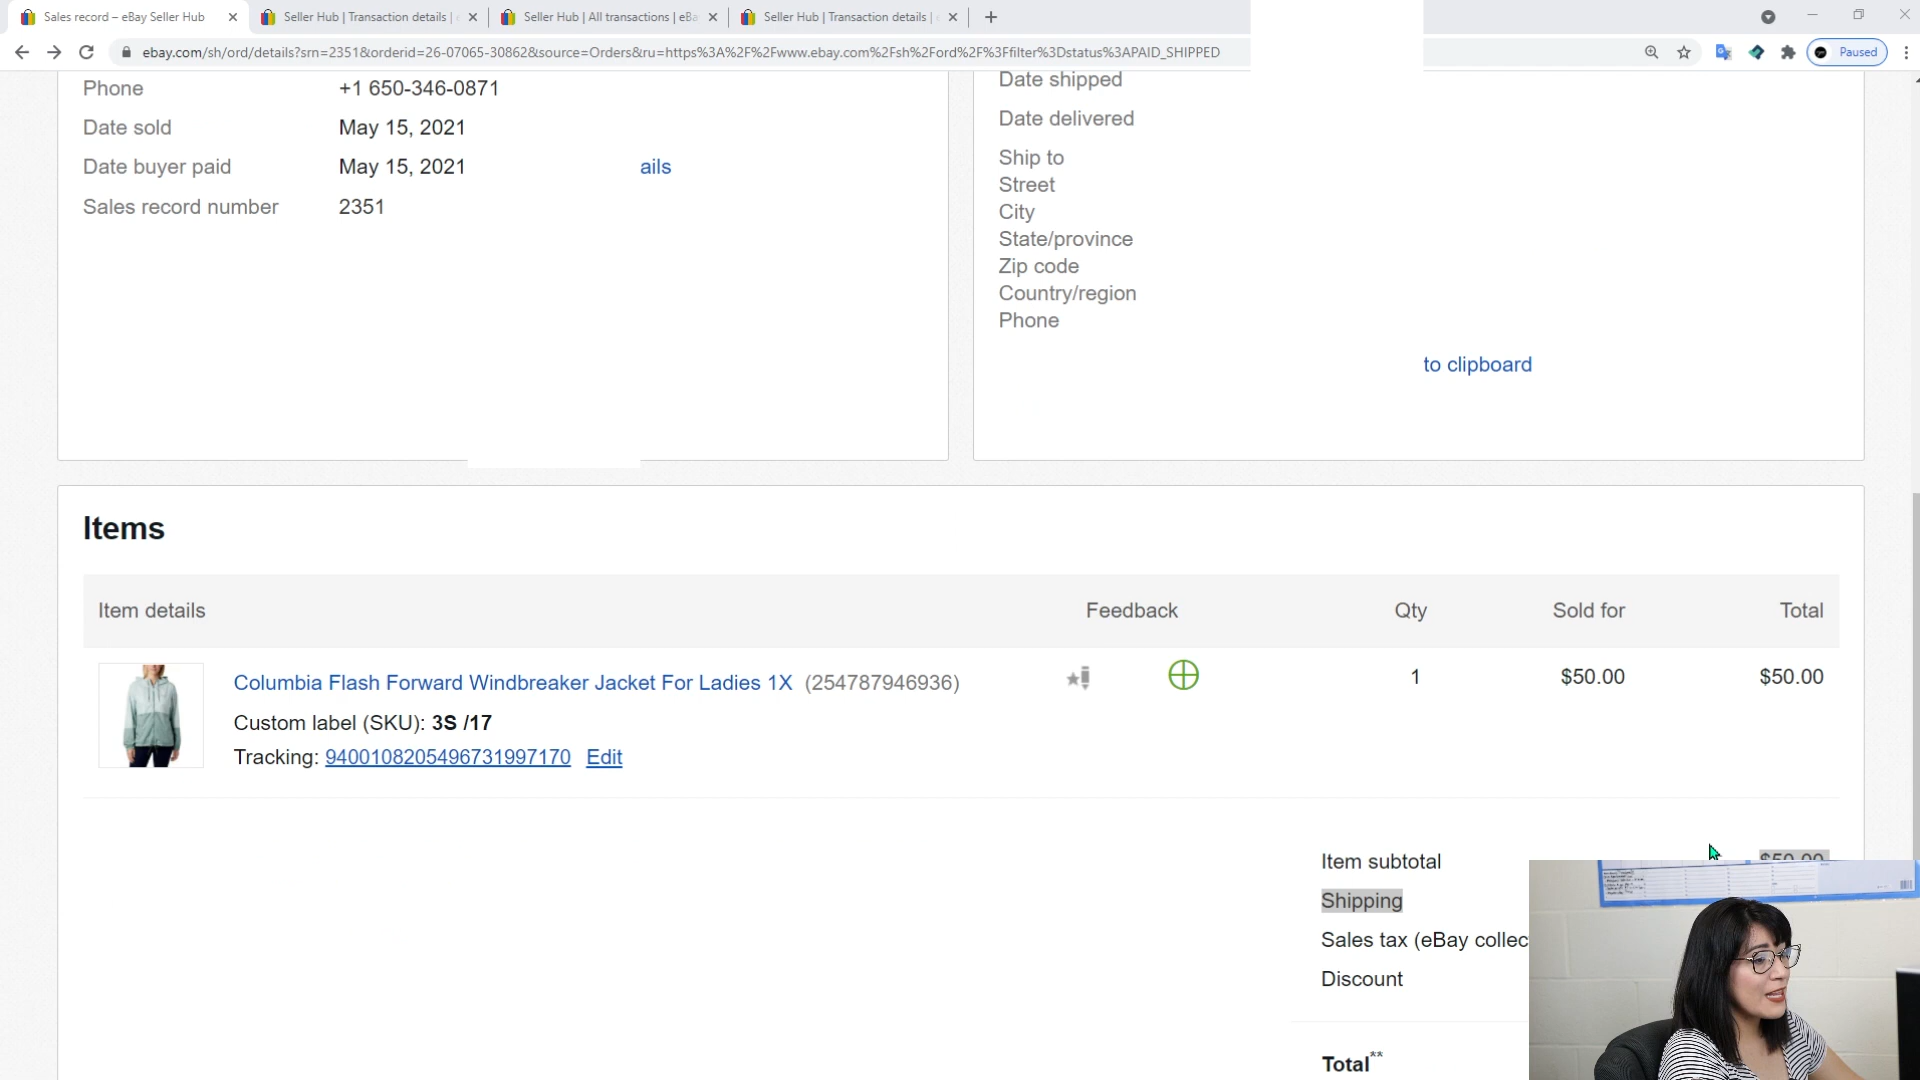 Sales record – eBay Seller Hub
Seller Hub | Transaction details |
Seller Hub | All transactions | eBa
Seller Hub | Transaction details |
ebay.com/sh/ord/details?srn=2351&orderid=26-07065-30862&source=Orders&ru=https%3A%2F%2Fwww.ebay.com%2Fsh%2Ford%2F%3Ffilter%3Dstatus%3APAID_SHIPPED
Paused
Phone +1 650-346-0871
Date sold May 15, 2021
Date buyer paid May 15, 2021 ails
Sales record number 2351
Date shipped
Date delivered
Ship to
Street
City
State/province
Zip code
Country/region
Phone
to clipboard
Items
Item details Feedback Qty Sold for Total
Columbia Flash Forward Windbreaker Jacket For Ladies 1X (254787946936) 1 $50.00 $50.00
Custom label (SKU): 3S /17
Tracking: 9400108205496731997170 Edit
Item subtotal $50.00
Shipping
Sales tax (eBay collec
Discount
Total**